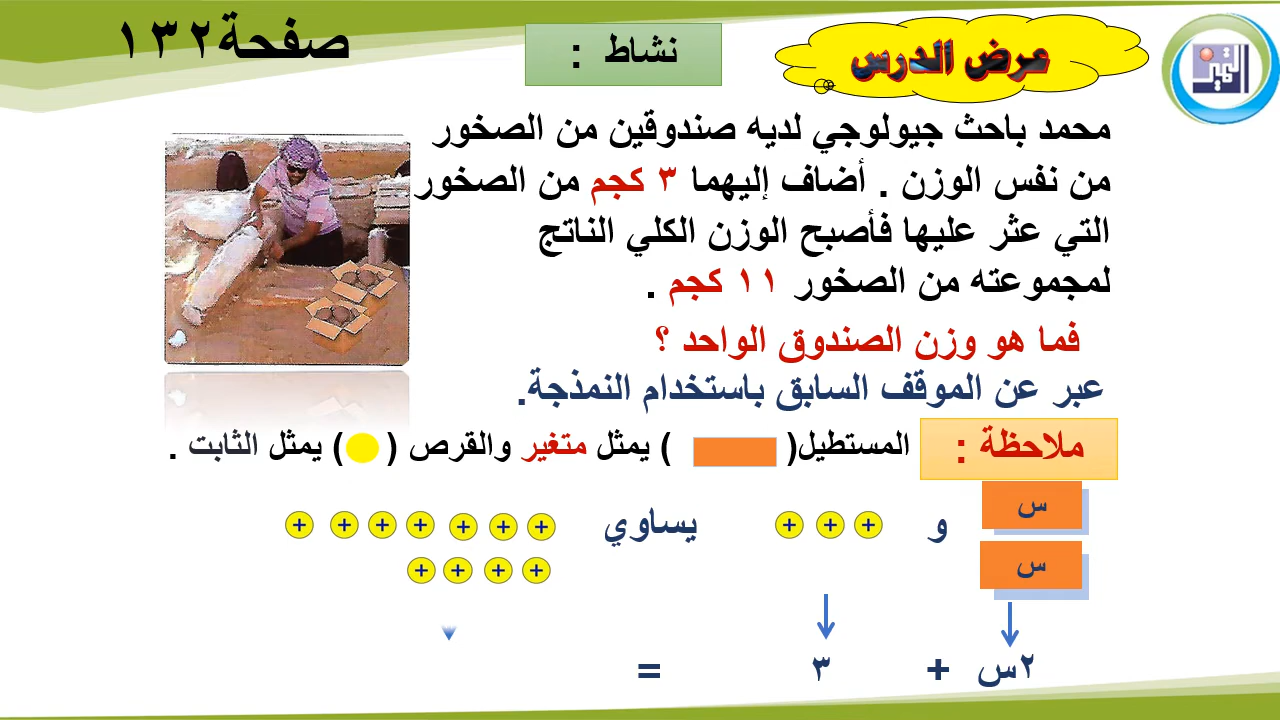 صفحة١٣٢
نشاط :
عرض الدرس
التميز
محمد باحث جيولوجي لديه صندوقين من الصخور
من نفس الوزن . أضاف إليهما ٣ كجم من الصخور
التي عثر عليها فأصبح الوزن الكلي الناتج
لمجموعته من الصخور ١١ كجم .
فما هو وزن الصندوق الواحد ؟
عبر عن الموقف السابق باستخدام النمذجة.
ملاحظة : المستطيل( ) يمثل متغير والقرص ( ) يمثل الثابت .
س و + + + يساوي + + + + + + +
س + + + +
٢س + ٣ =